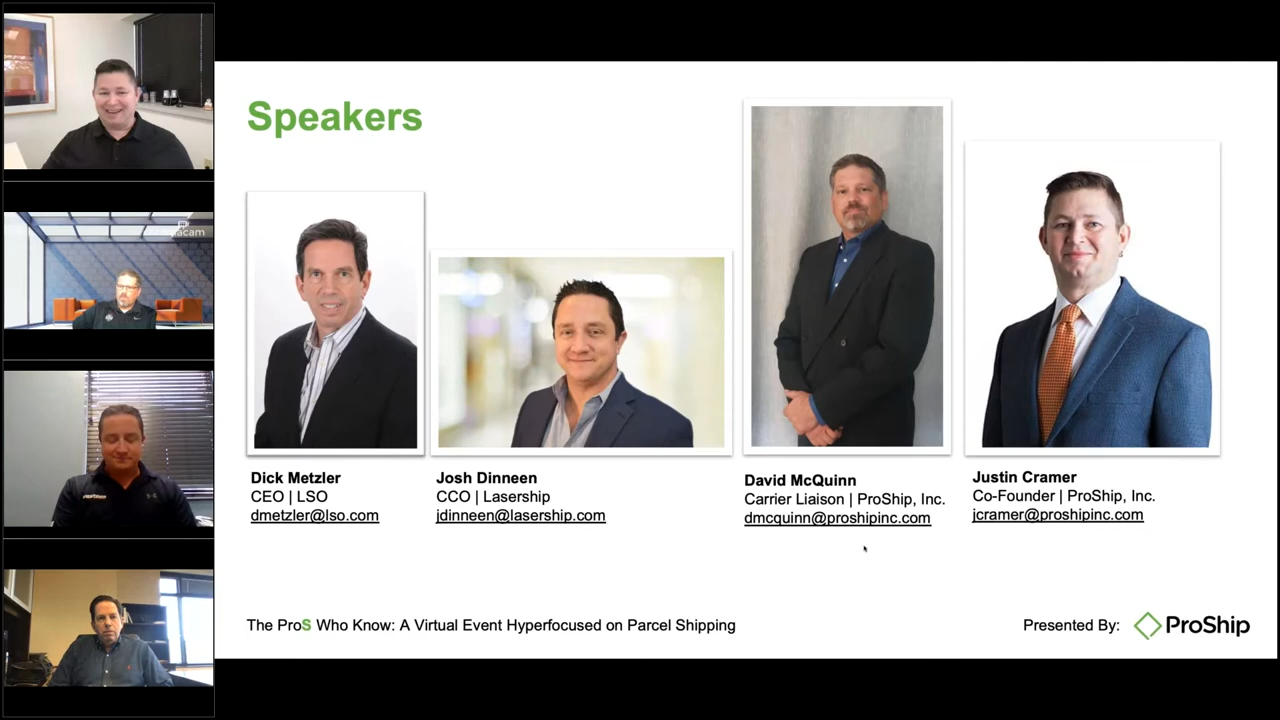 Speakers
Dick Metzler
CEO | LSO
dmetzler@lso.com
Josh Dinneen
CCO | Lasership
jdinneen@lasership.com
David McQuinn
Carrier Liaison | ProShip, Inc.
dmcquinn@proshipinc.com
Justin Cramer
Co-Founder | ProShip, Inc.
jcramer@proshipinc.com
The ProS Who Know: A Virtual Event Hyperfocused on Parcel Shipping
Presented By:
ProShip